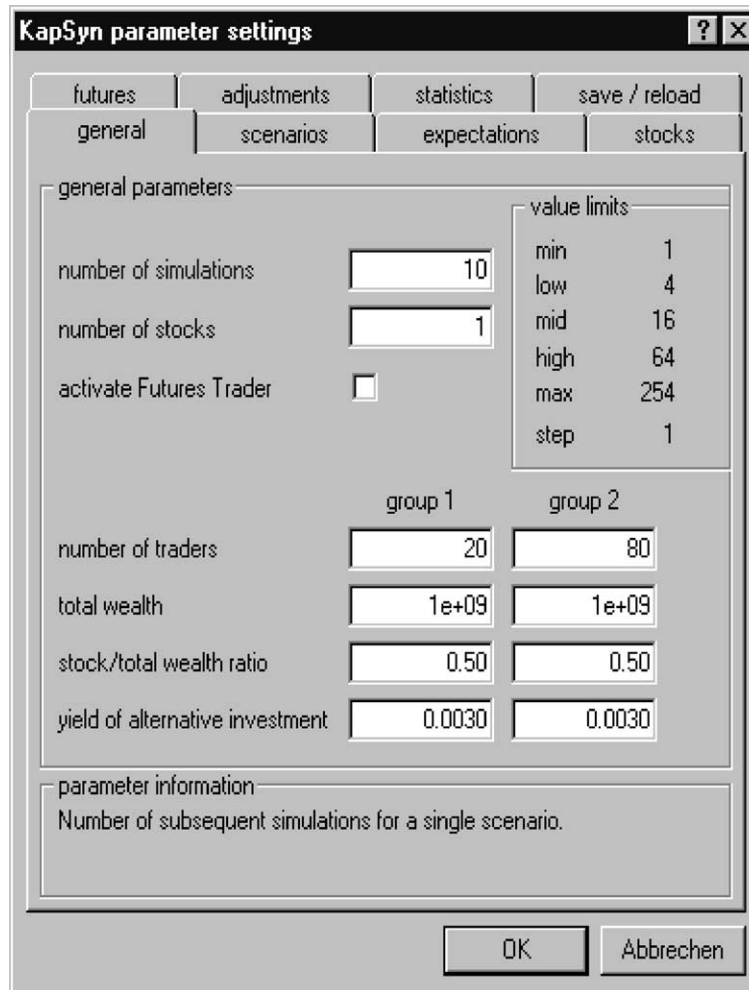 KapSyn parameter settings
futures adjustments statistics save / reload
general scenarios expectations stocks
general parameters
value limits
min 1
number of simulations 10
low 4
number of stocks 1
mid 16
high 64
activate Futures Trader
max 254
step 1
group 1 group 2
number of traders 20 80
total wealth 1e+09 1e+09
stock/total wealth ratio 0.50 0.50
yield of alternative investment 0.0030 0.0030
parameter information
Number of subsequent simulations for a single scenario.
OK Abbrechen